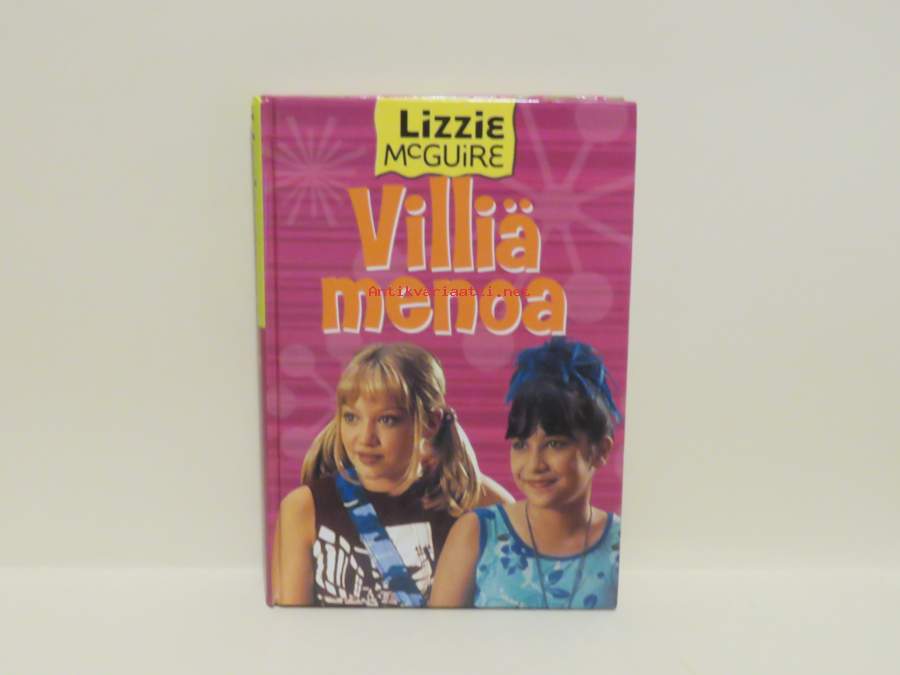 Lizzie
McGUiRE
Villiä
Antikvariaatti.net
menoa